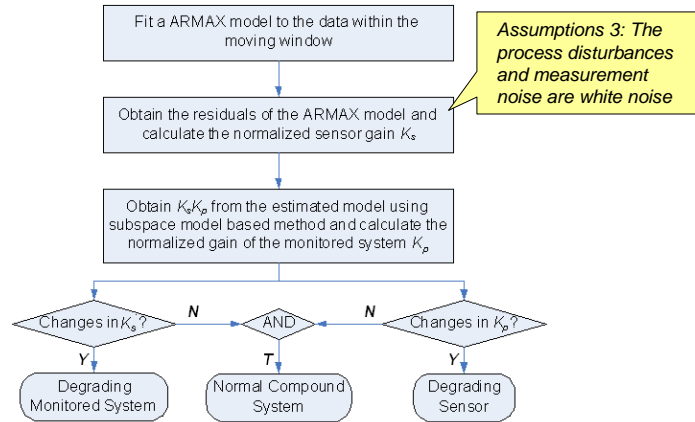 Fit a ARMAX model to the data within the
moving window
Assumptions 3: The
process disturbances
and measurement
noise are white noise
Obtain the residuals of the ARMAX model and
calculate the normalized sensor gain Ks
Obtain KsKp from the estimated model using
subspace model based method and calculate the
normalized gain of the monitored system Kp
Changes in Ks?
N
AND
N
Changes in Kp?
Y
T
Y
Degrading
Monitored System
Normal Compound
System
Degrading
Sensor